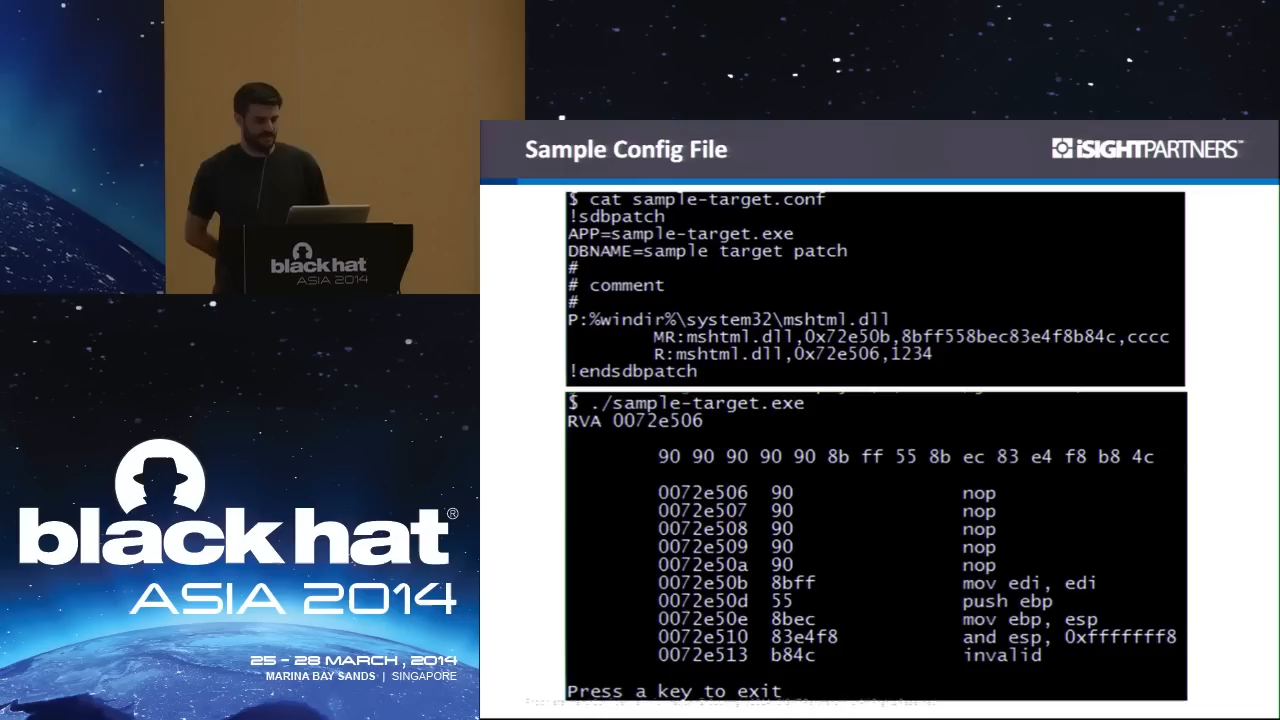 Sample Config File
iSIGHTPARTNERS
$ cat sample-target.conf
!sdbpatch
APP=sample-target.exe
DBNAME=sample target patch
#
# comment
#
P:%windir%\system32\mshtml.dll
MR:mshtml.dll,0x72e50b,8bff558bec83e4f8b84c,cccc
R:mshtml.dll,0x72e506,1234
!endsdbpatch
$ ./sample-target.exe
RVA 0072e506
90 90 90 90 90 8b ff 55 8b ec 83 e4 f8 b8 4c
0072e506 90 nop
0072e507 90 nop
0072e508 90 nop
0072e509 90 nop
0072e50a 90 nop
0072e50b 8bff mov edi, edi
0072e50d 55 push ebp
0072e50e 8bec mov ebp, esp
0072e510 83e4f8 and esp, 0xfffffff8
0072e513 b84c invalid
Press a key to exit
black hat
ASIA 2014
black hat®
ASIA 2014
25 - 28 MARCH, 2014
MARINA BAY SANDS | SINGAPORE